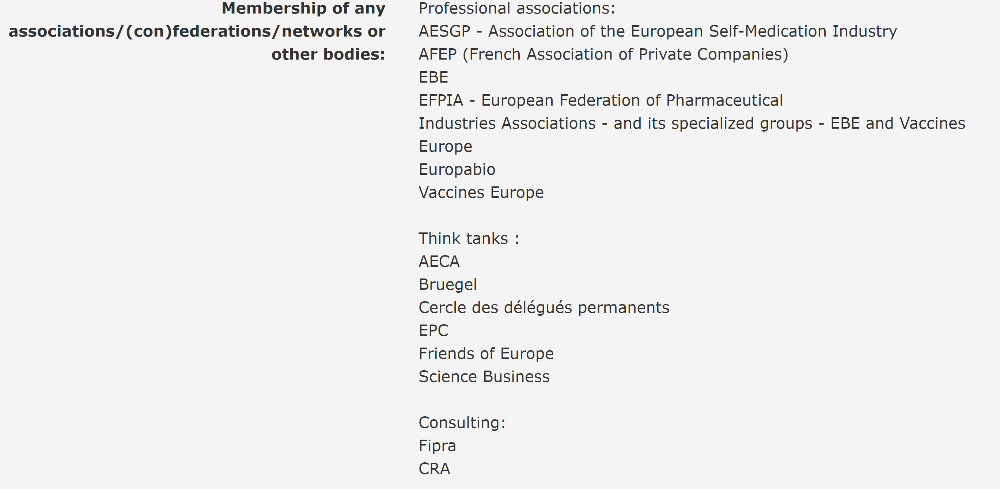 Membership of any
associations/(con)federations/networks or
other bodies:
Professional associations:
AESGP - Association of the European Self-Medication Industry
AFEP (French Association of Private Companies)
EBE
EFPIA - European Federation of Pharmaceutical
Industries Associations - and its specialized groups - EBE and Vaccines
Europe
Europabio
Vaccines Europe
Think tanks :
AECA
Bruegel
Cercle des délégués permanents
EPC
Friends of Europe
Science Business
Consulting:
Fipra
CRA